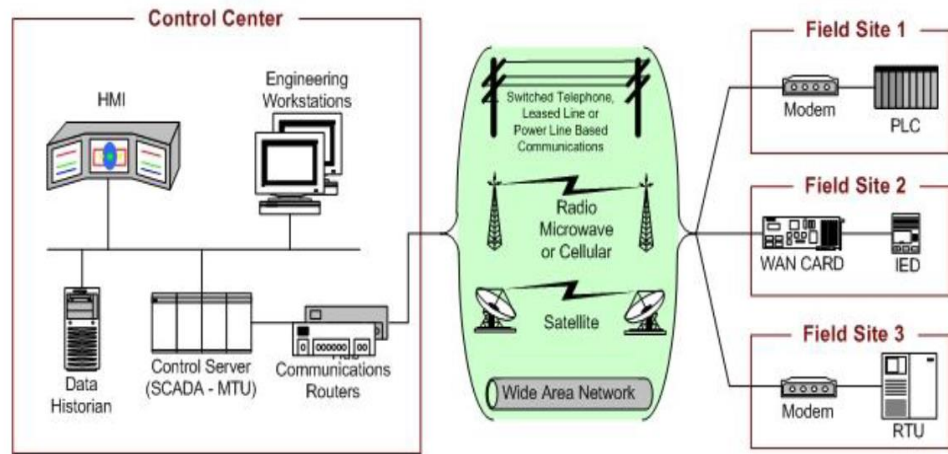 Control Center
HMI
Engineering
Workstations
Data
Historian
Control Server
(SCADA - MTU)
Communications
Routers
Switched Telephone,
Leased Line or
Power Line Based
Communications
Radio
Microwave
or Cellular
Satellite
Wide Area Network
Field Site 1
Modem
PLC
Field Site 2
WAN CARD
IED
Field Site 3
Modem
RTU